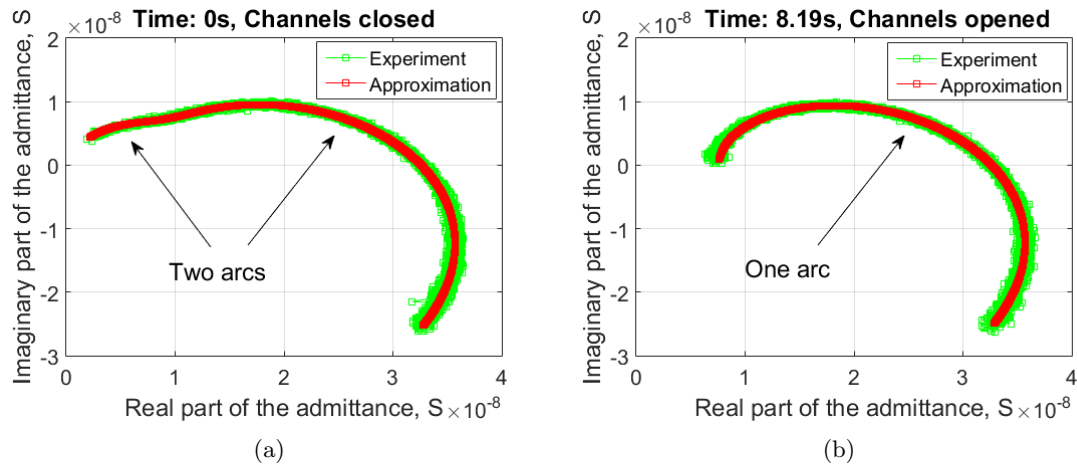 Time: 0s, Channels closed
×10⁻⁸
Imaginary part of the admittance, S
2
1
0
-1
-2
-3
Experiment
Approximation
Two arcs
0 1 2 3 4
Real part of the admittance, S ×10⁻⁸
(a)
Time: 8.19s, Channels opened
×10⁻⁸
Imaginary part of the admittance, S
2
1
0
-1
-2
-3
Experiment
Approximation
One arc
0 1 2 3 4
Real part of the admittance, S ×10⁻⁸
(b)